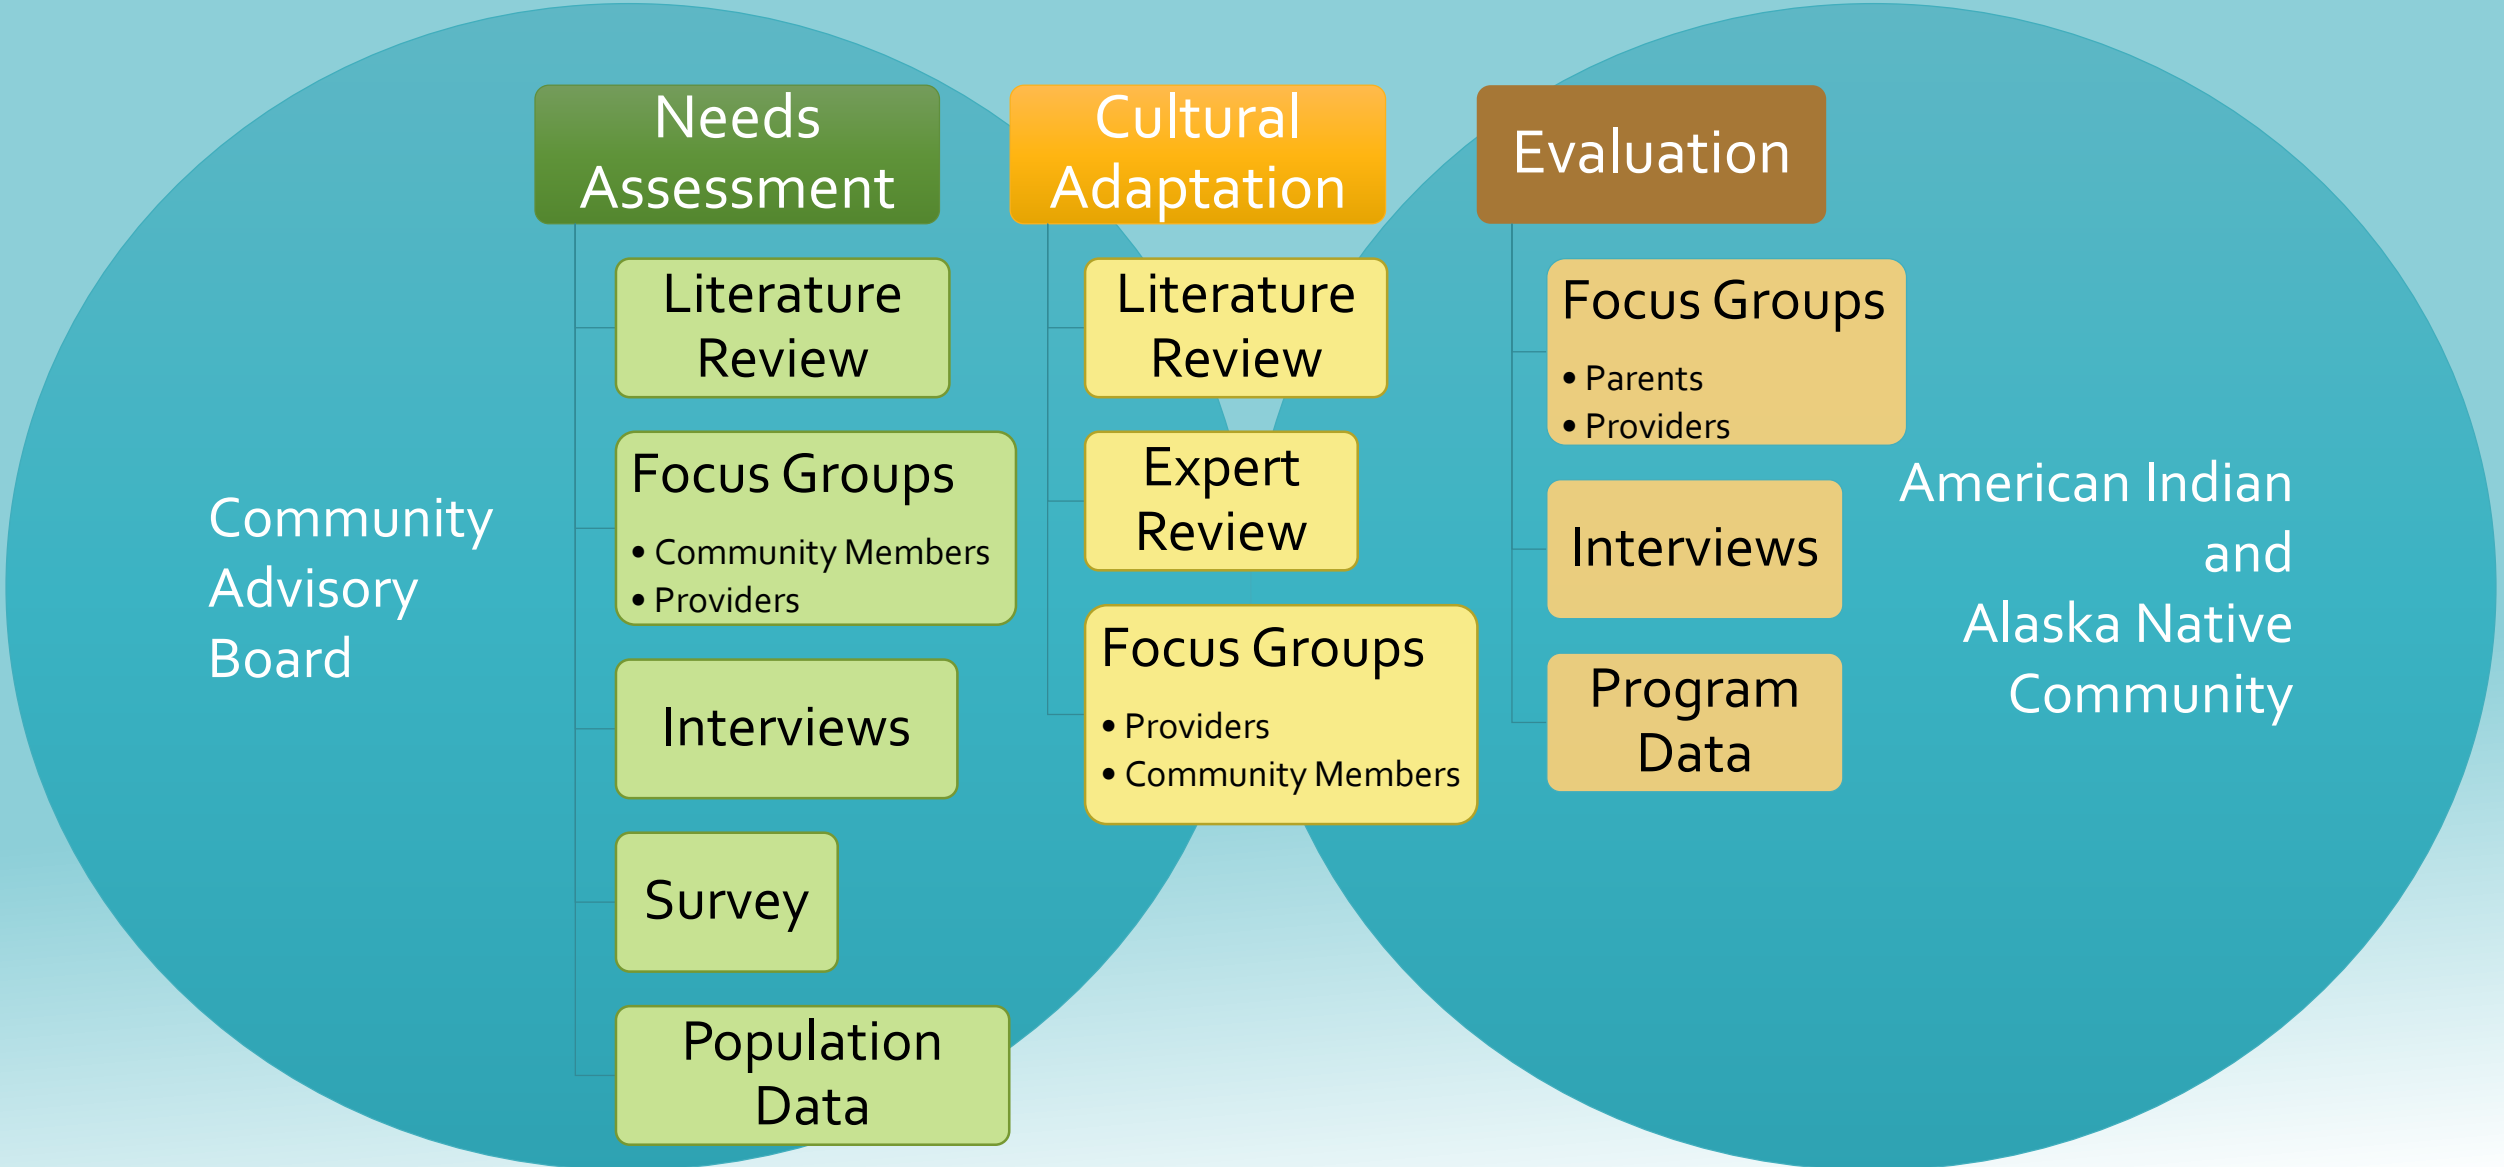 Community
Advisory
Board
Needs
Assessment
Literature
Review
Focus Groups
• Community Members
• Providers
Interviews
Survey
Population
Data
Cultural
Adaptation
Literature
Review
Expert
Review
Focus Groups
• Providers
• Community Members
Evaluation
Focus Groups
• Parents
• Providers
Interviews
Program
Data
American Indian
and
Alaska Native
Community